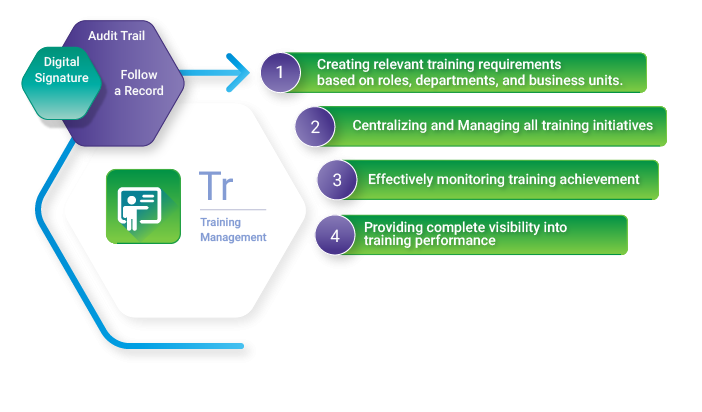 Audit Trail
Digital
Signature
Follow
a Record
Tr
Training
Management
1
Creating relevant training requirements
based on roles, departments, and business units.
2
Centralizing and Managing all training initiatives
3
Effectively monitoring training achievement
4
Providing complete visibility into
training performance